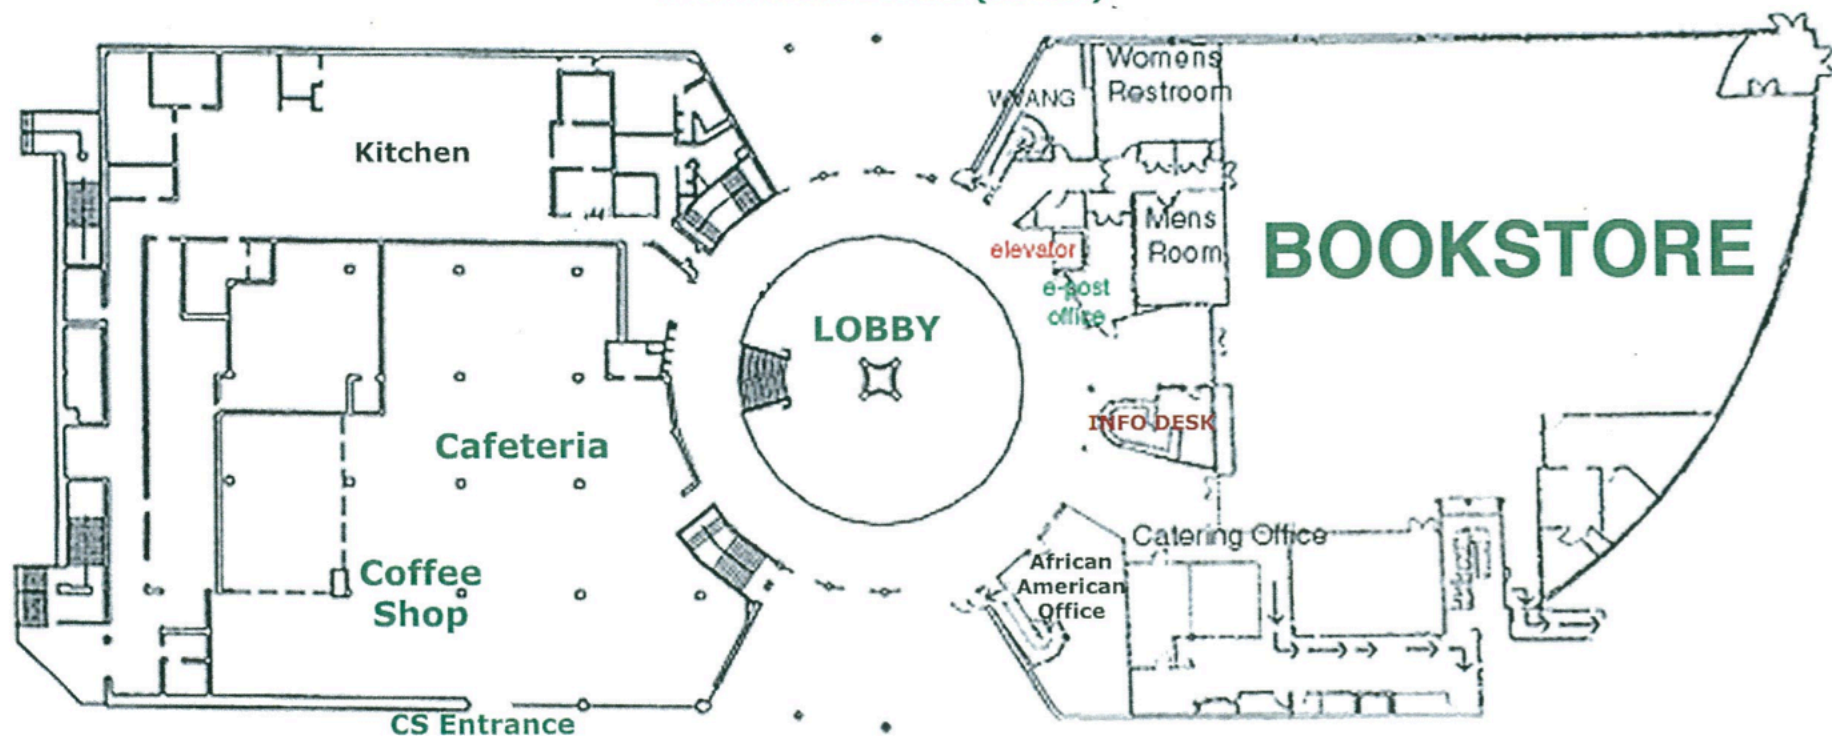 Womens
Restroom
WVANG
Kitchen
Mens
Room
elevator
e-post
office
BOOKSTORE
LOBBY
INFO DESK
Cafeteria
Catering Office
African
American
Office
Coffee
Shop
CS Entrance